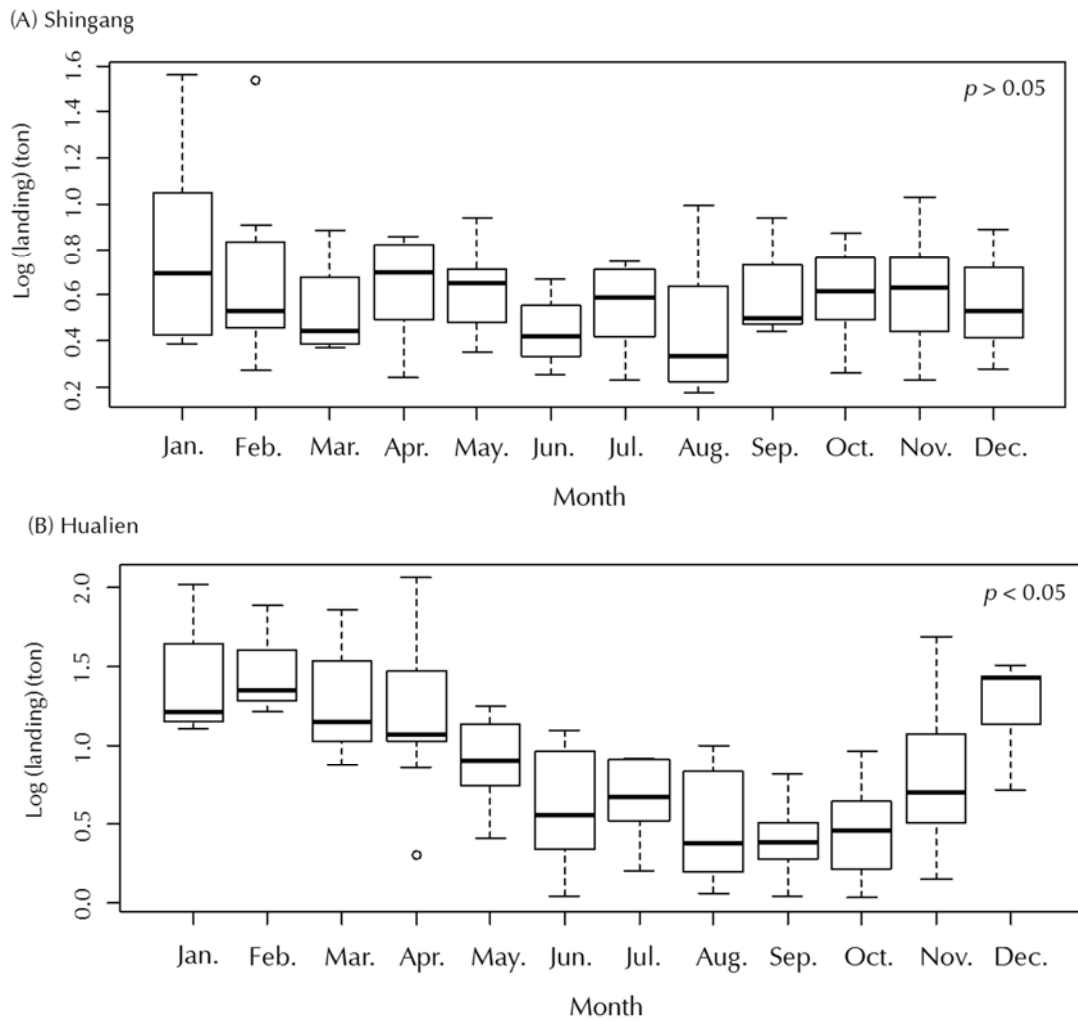 (A) Shingang
p > 0.05
Log (landing) (ton)
1.6
1.4
1.2
1.0
0.8
0.6
0.4
0.2
Jan. Feb. Mar. Apr. May. Jun. Jul. Aug. Sep. Oct. Nov. Dec.
Month
(B) Hualien
p < 0.05
Log (landing) (ton)
2.0
1.5
1.0
0.5
0.0
Jan. Feb. Mar. Apr. May. Jun. Jul. Aug. Sep. Oct. Nov. Dec.
Month